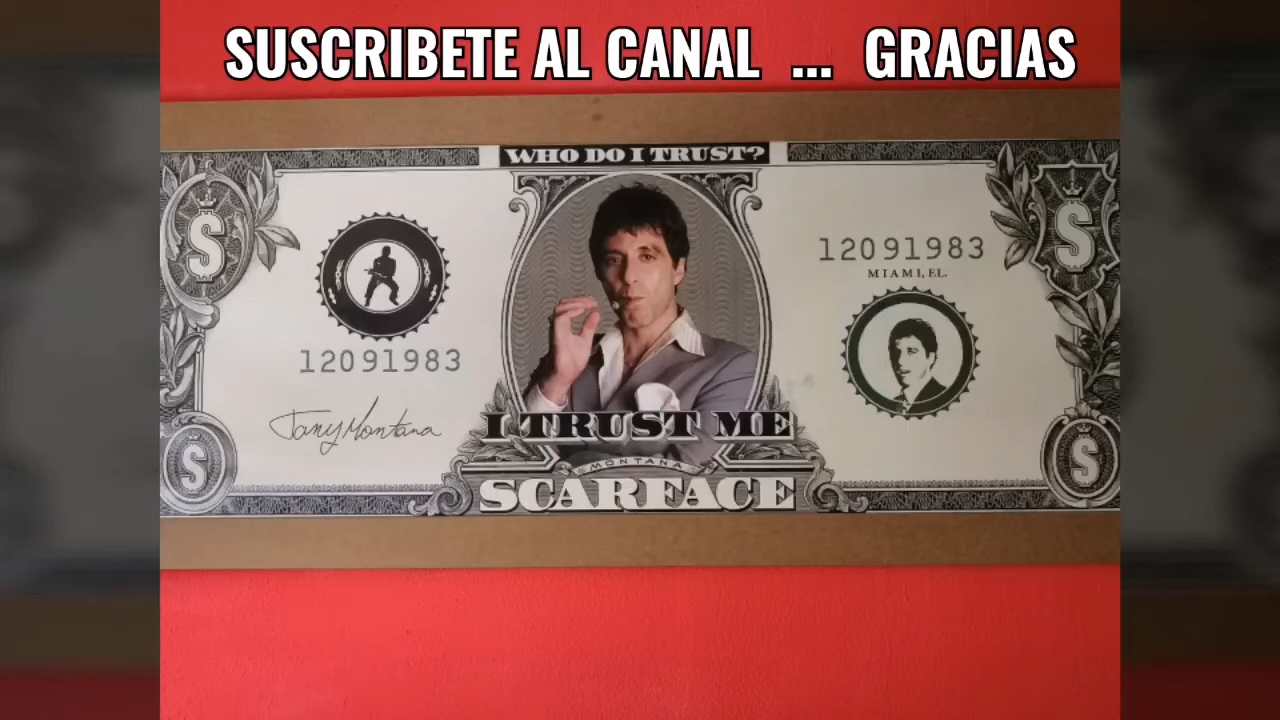 SUSCRIBETE AL CANAL ... GRACIAS
WHO DO I TRUST?
12091983
MIAMI, FL.
12091983
Tony Montana
I TRUST ME
MONTANA
SCARFACE
$
$
$
$